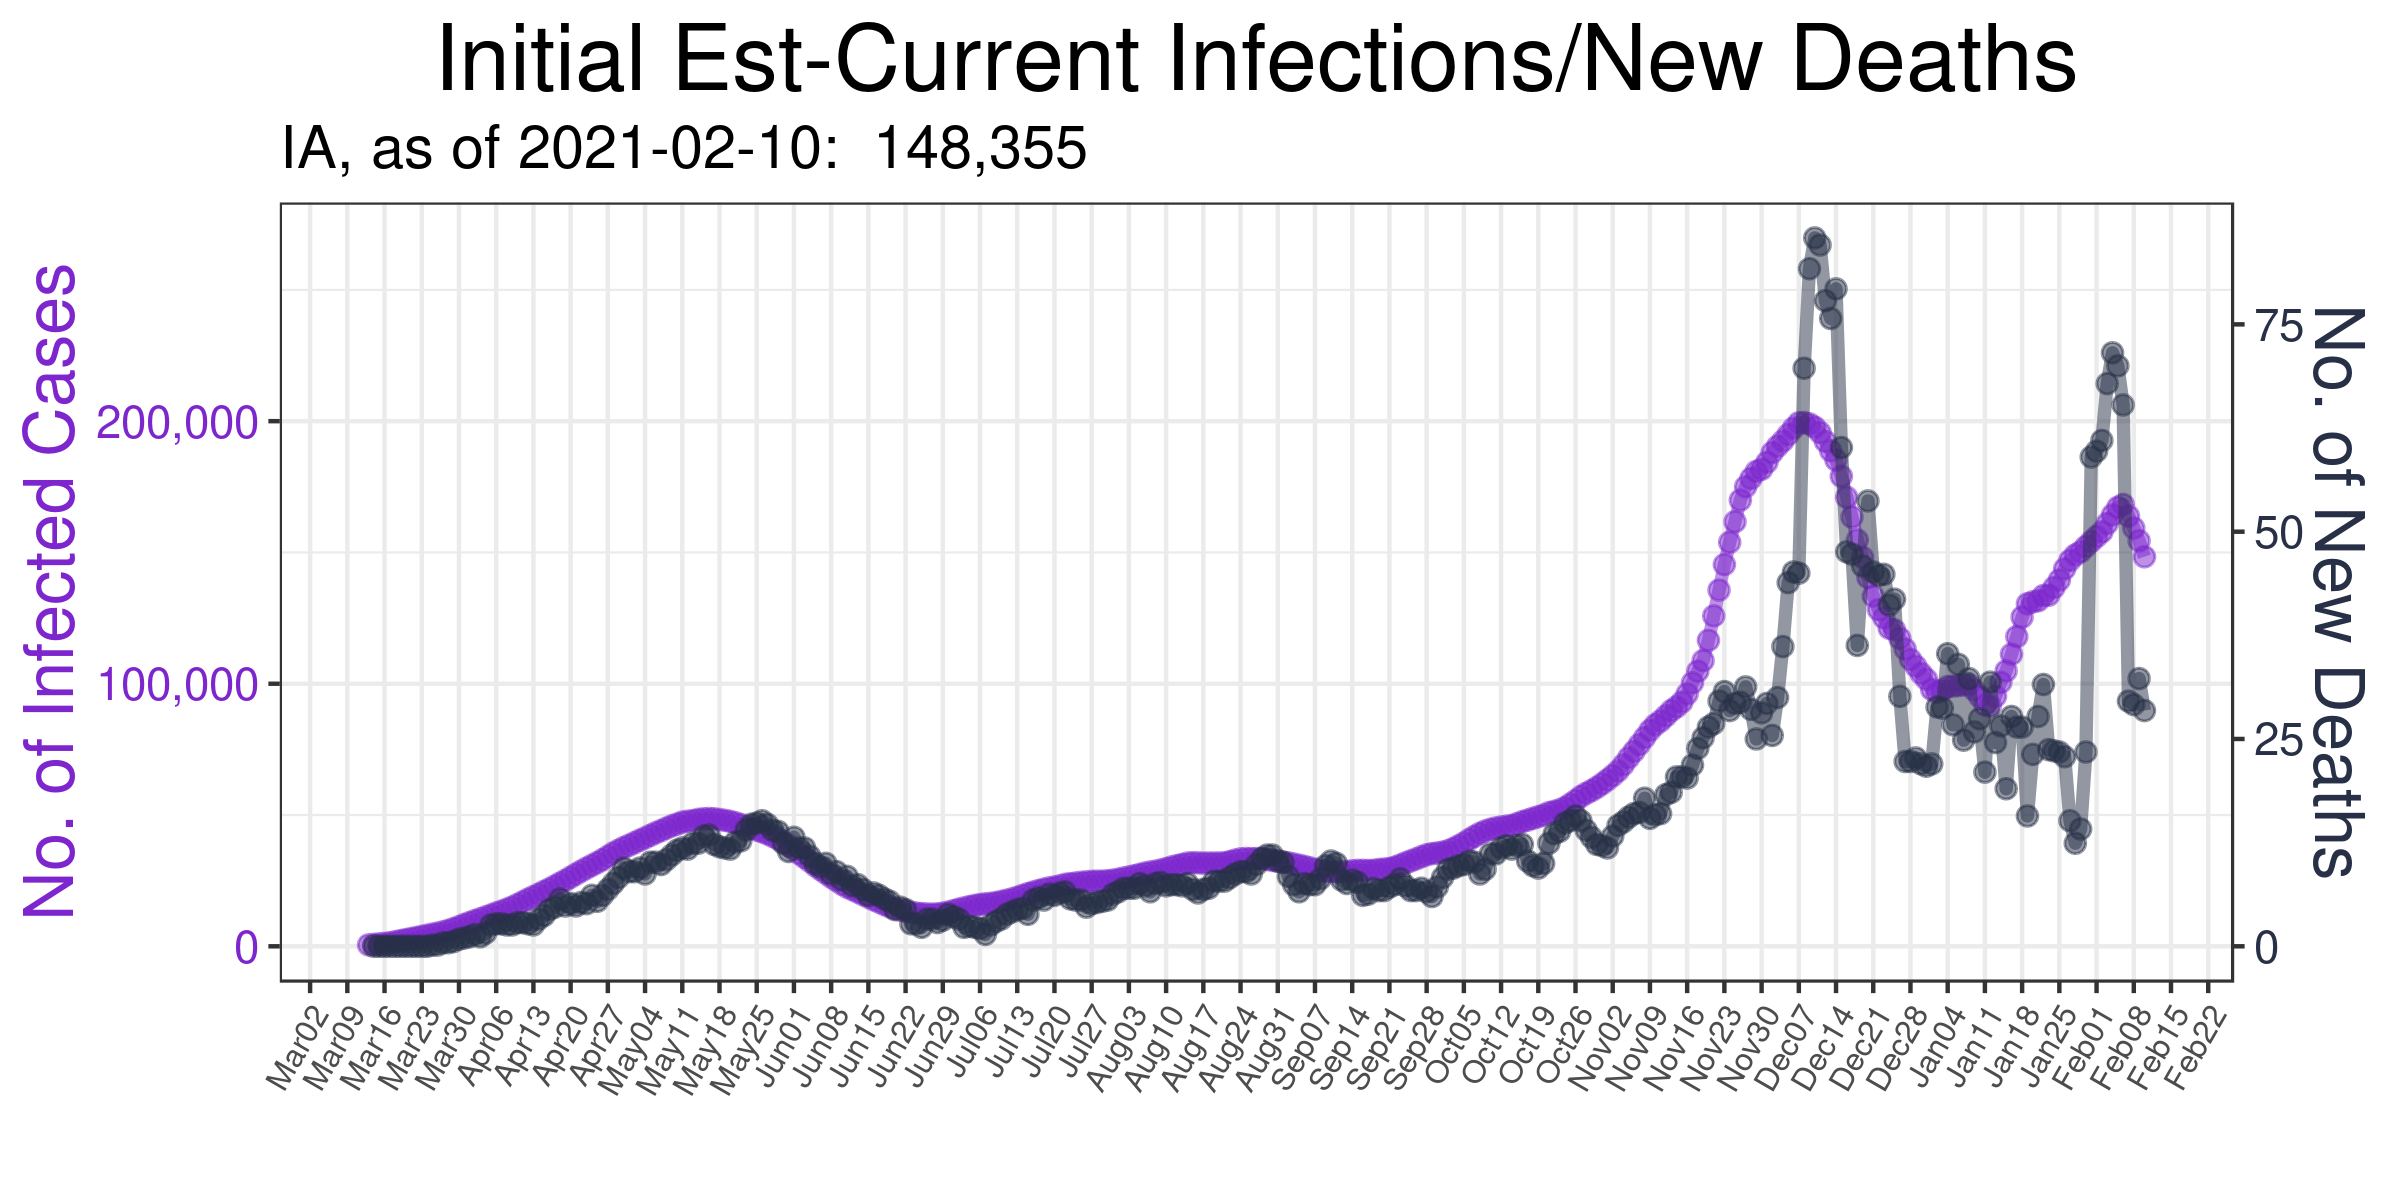 Initial Est-Current Infections/New Deaths
IA, as of 2021-02-10:  148,355
No. of Infected Cases
200,000
100,000
0
75
50
25
0
No. of New Deaths
Mar02
Mar09
Mar16
Mar23
Mar30
Apr06
Apr13
Apr20
Apr27
May04
May11
May18
May25
Jun01
Jun08
Jun15
Jun22
Jun29
Jul06
Jul13
Jul20
Jul27
Aug03
Aug10
Aug17
Aug24
Aug31
Sep07
Sep14
Sep21
Sep28
Oct05
Oct12
Oct19
Oct26
Nov02
Nov09
Nov16
Nov23
Nov30
Dec07
Dec14
Dec21
Dec28
Jan04
Jan11
Jan18
Jan25
Feb01
Feb08
Feb15
Feb22